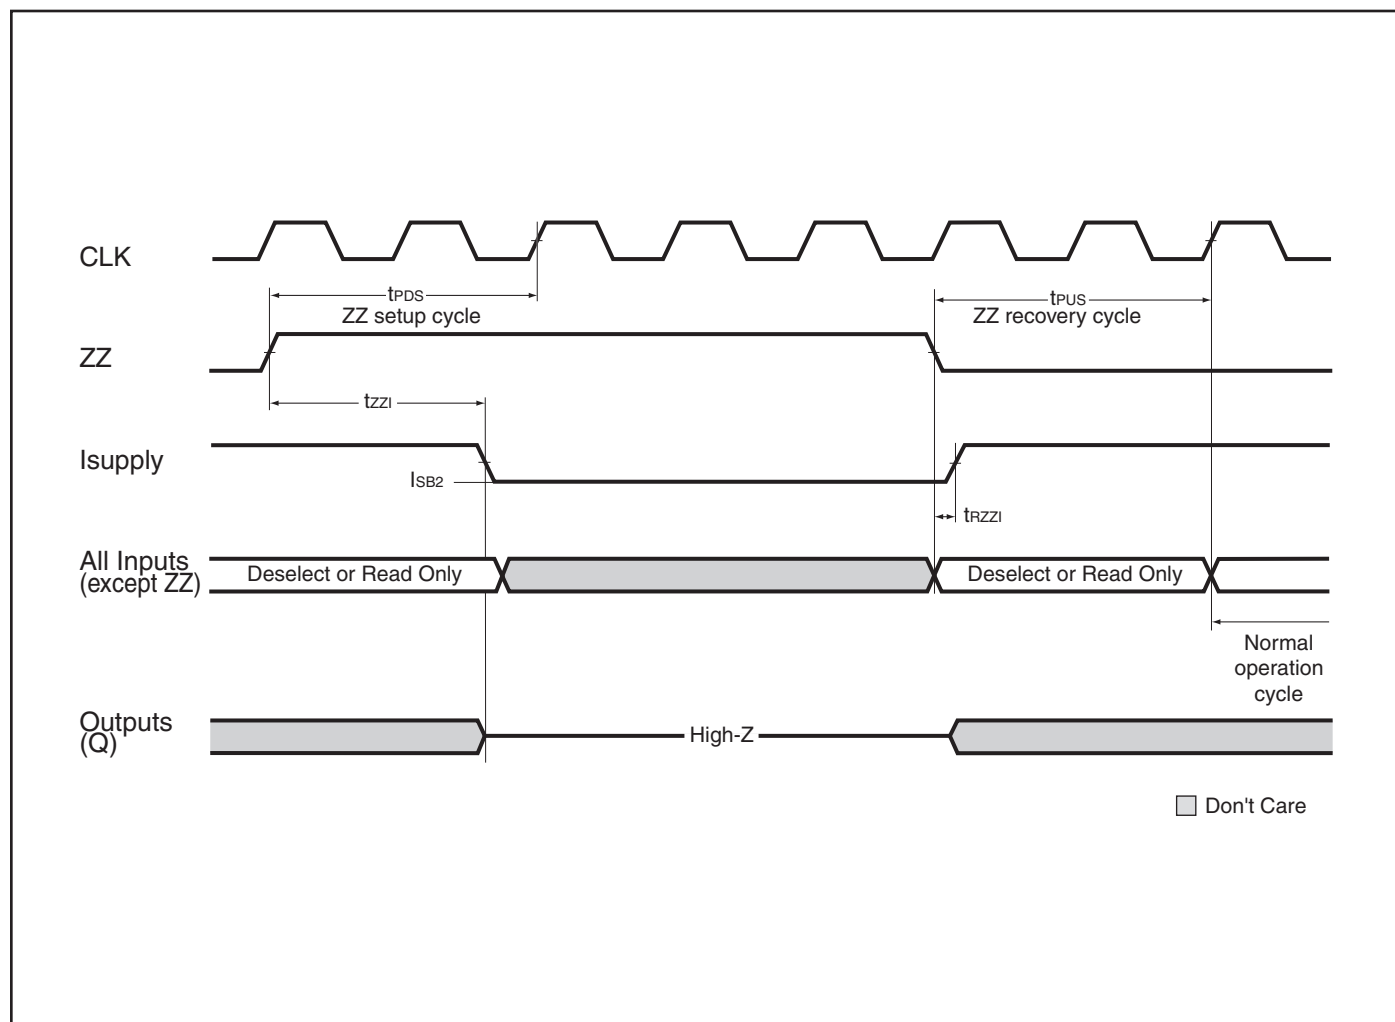 CLK
tPDS
ZZ setup cycle
tPUS
ZZ recovery cycle
ZZ
tZZI
Isupply
ISB2
tRZZI
All Inputs
(except ZZ)
Deselect or Read Only
Deselect or Read Only
Normal
operation
cycle
Outputs
(Q)
High-Z
Don't Care